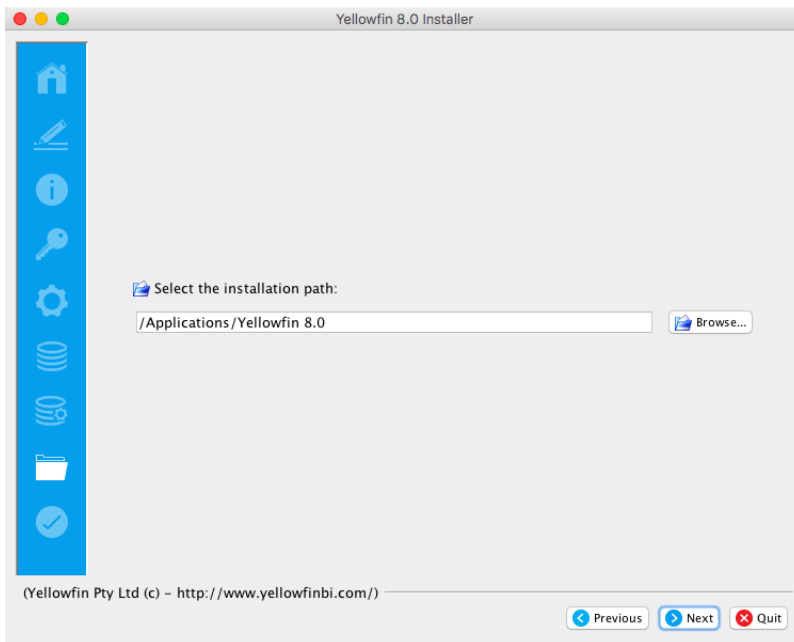 Yellowfin 8.0 Installer
Select the installation path:
/Applications/Yellowfin 8.0
Browse...
(Yellowfin Pty Ltd (c) – http://www.yellowfinbi.com/)
Previous
Next
Quit